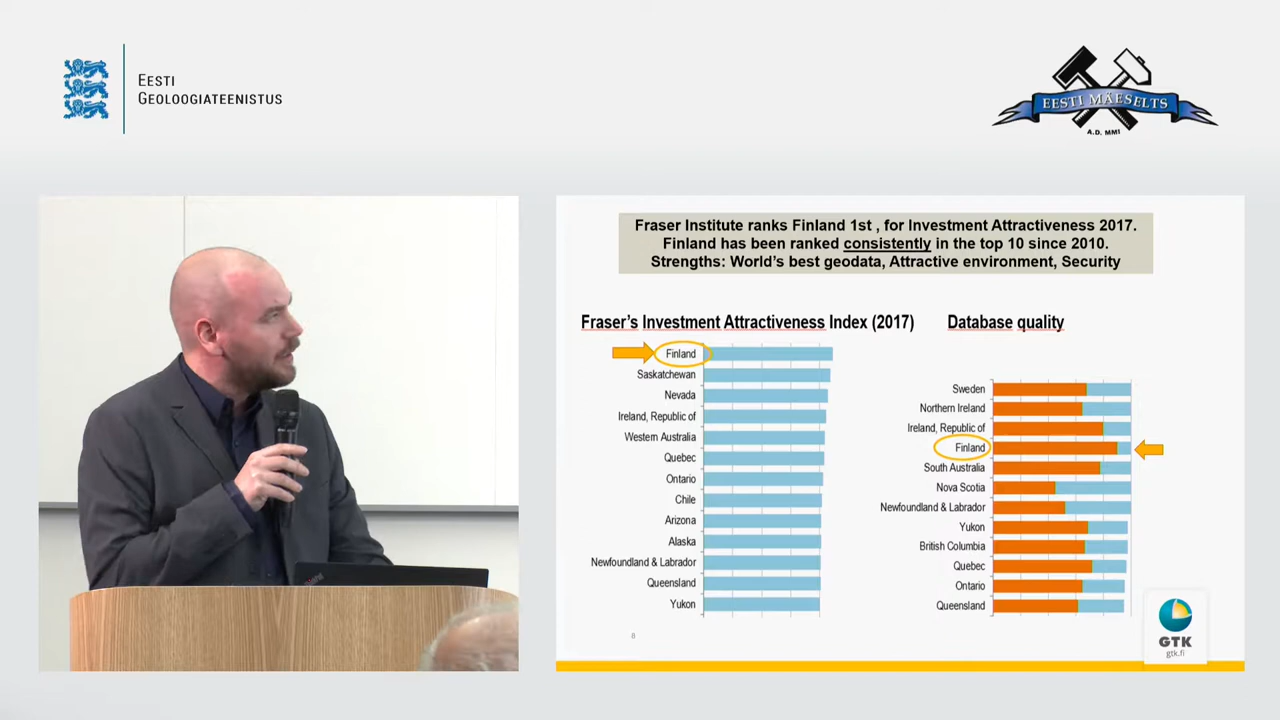 EESTI
GEOLOOGIATEENISTUS
EESTI MÄESELTS
A.D. MMI
Fraser Institute ranks Finland 1st , for Investment Attractiveness 2017.
Finland has been ranked consistently in the top 10 since 2010.
Strengths: World's best geodata, Attractive environment, Security
Fraser's Investment Attractiveness Index (2017)
Finland
Saskatchewan
Nevada
Ireland, Republic of
Western Australia
Quebec
Ontario
Chile
Arizona
Alaska
Newfoundland & Labrador
Queensland
Yukon
Database quality
Sweden
Northern Ireland
Ireland, Republic of
Finland
South Australia
Nova Scotia
Newfoundland & Labrador
Yukon
British Columbia
Quebec
Ontario
Queensland
8
GTK
gtk.fi